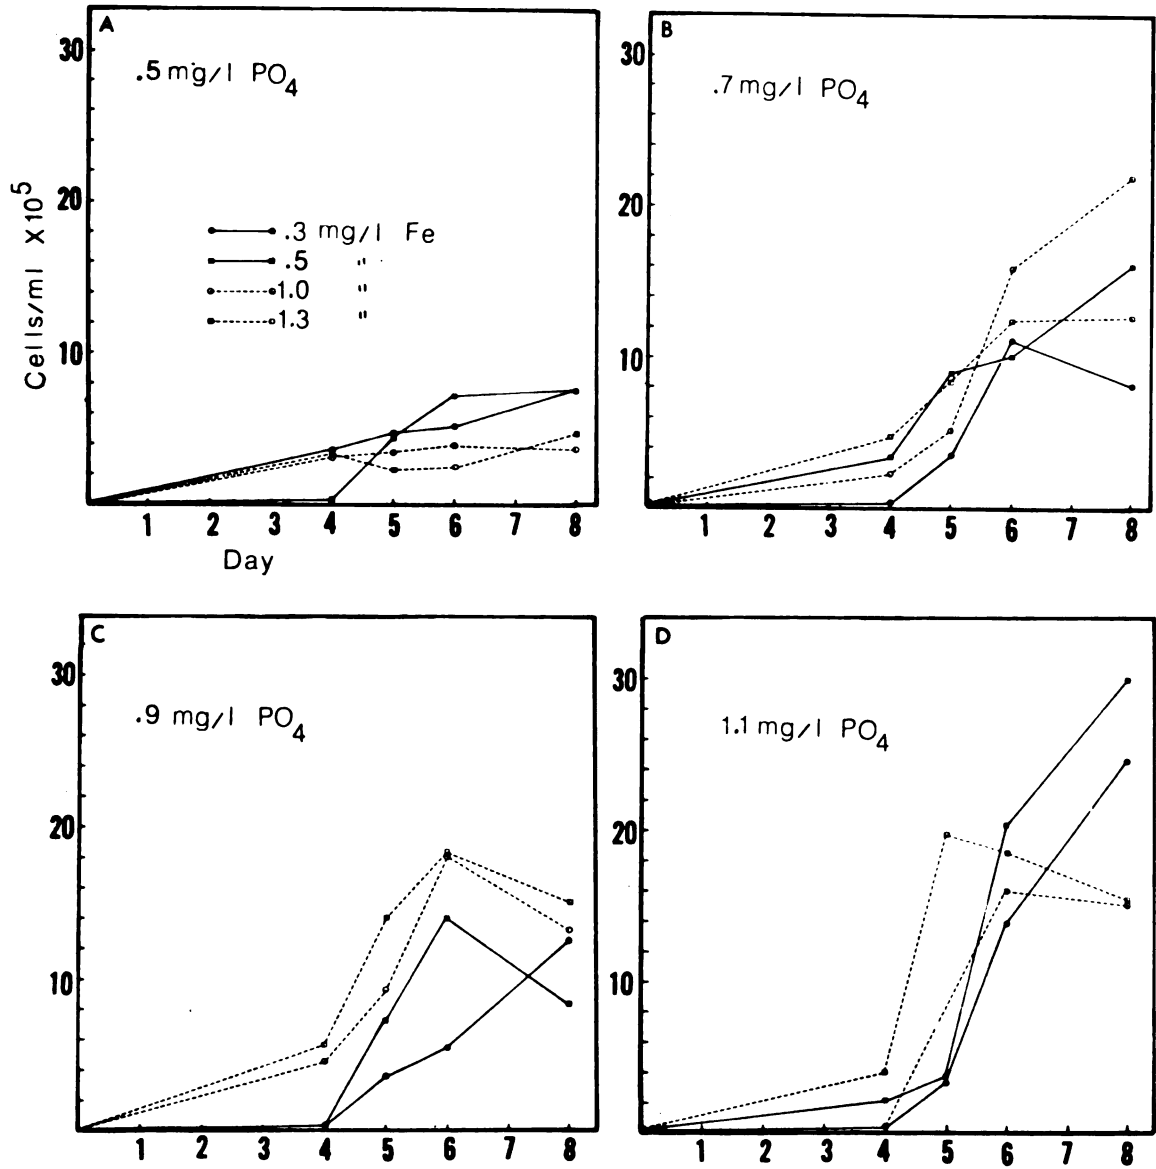 A
.5 mg/l PO4
30
20
10
Cells/ml X10^5
.3 mg/l Fe
.5 "
1.0 "
1.3 "
1 2 3 4 5 6 7 8
Day
B
.7 mg/l PO4
30
20
10
1 2 3 4 5 6 7 8
C
.9 mg/l PO4
30
20
10
1 2 3 4 5 6 7 8
D
1.1 mg/l PO4
30
20
10
1 2 3 4 5 6 7 8